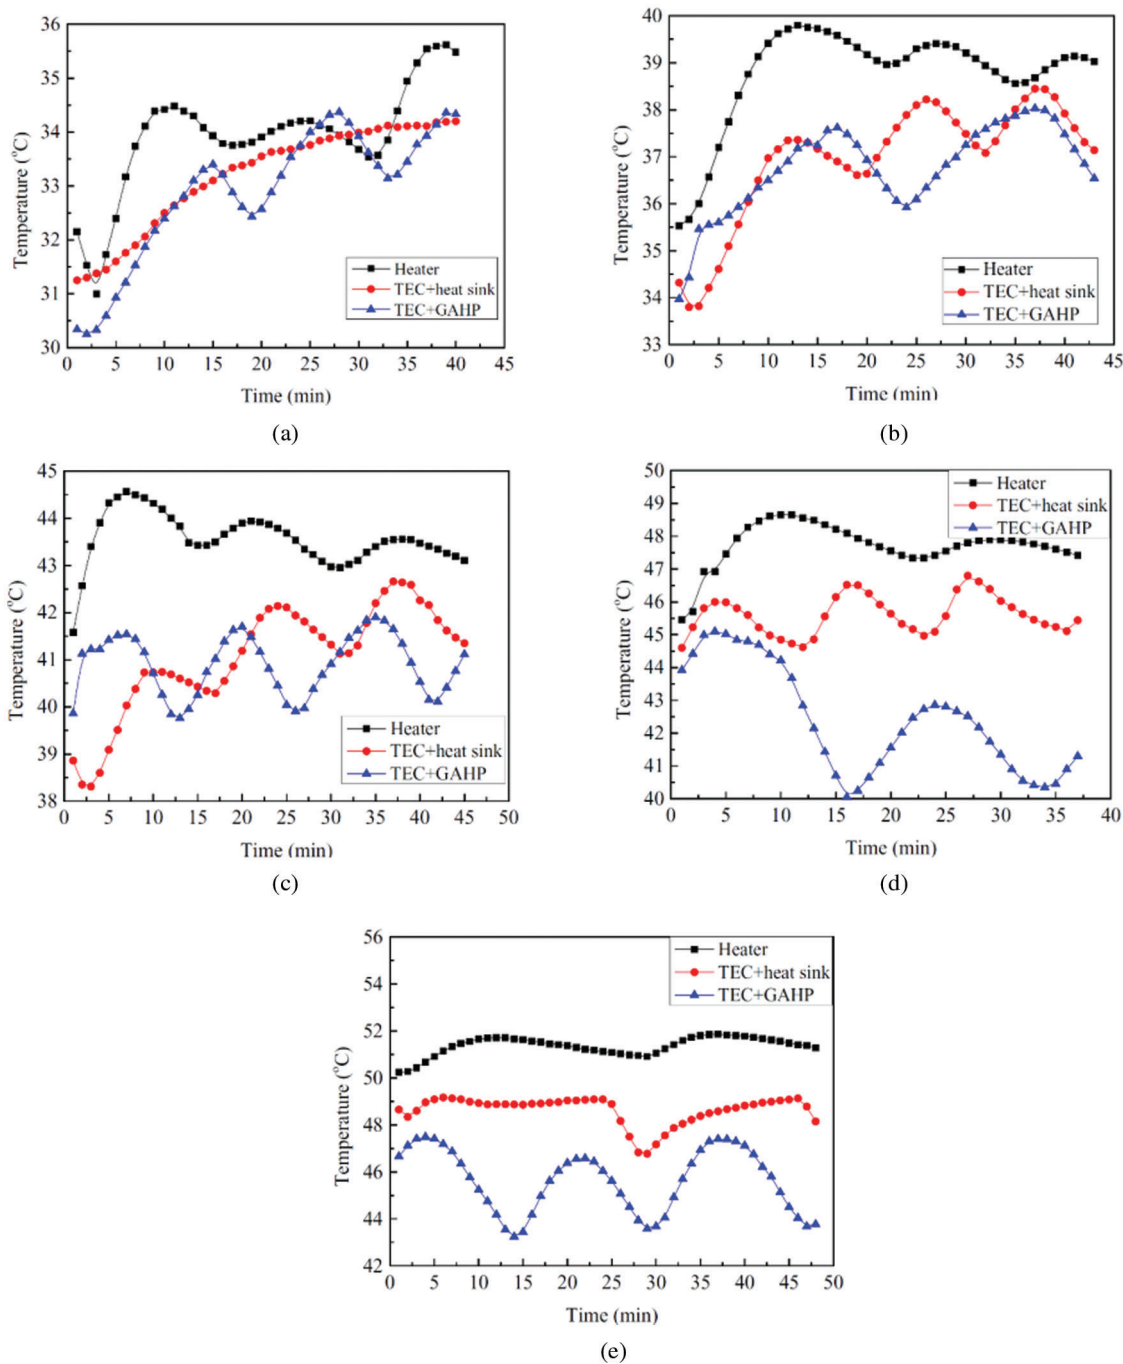 36
35
34
33
32
31
30
0 5 10 15 20 25 30 35 40 45
Temperature (°C)
Time (min)
Heater
TEC+heat sink
TEC+GAHP
(a)
40
39
38
37
36
35
34
33
0 5 10 15 20 25 30 35 40 45
Temperature (°C)
Time (min)
Heater
TEC+heat sink
TEC+GAHP
(b)
45
44
43
42
41
40
39
38
0 5 10 15 20 25 30 35 40 45 50
Temperature (°C)
Time (min)
Heater
TEC+heat sink
TEC+GAHP
(c)
50
49
48
47
46
45
44
43
42
41
40
0 5 10 15 20 25 30 35 40
Temperature (°C)
Time (min)
Heater
TEC+heat sink
TEC+GAHP
(d)
56
54
52
50
48
46
44
42
0 5 10 15 20 25 30 35 40 45 50
Temperature (°C)
Time (min)
Heater
TEC+heat sink
TEC+GAHP
(e)